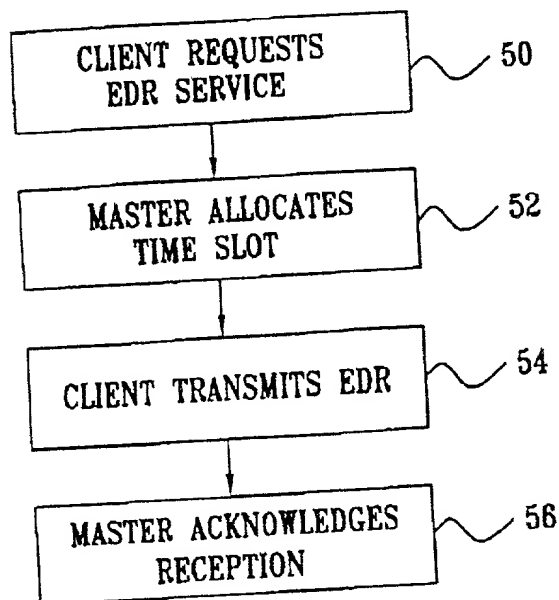 CLIENT REQUESTS
EDR SERVICE
50
MASTER ALLOCATES
TIME SLOT
52
CLIENT TRANSMITS EDR
54
MASTER ACKNOWLEDGES
RECEPTION
56